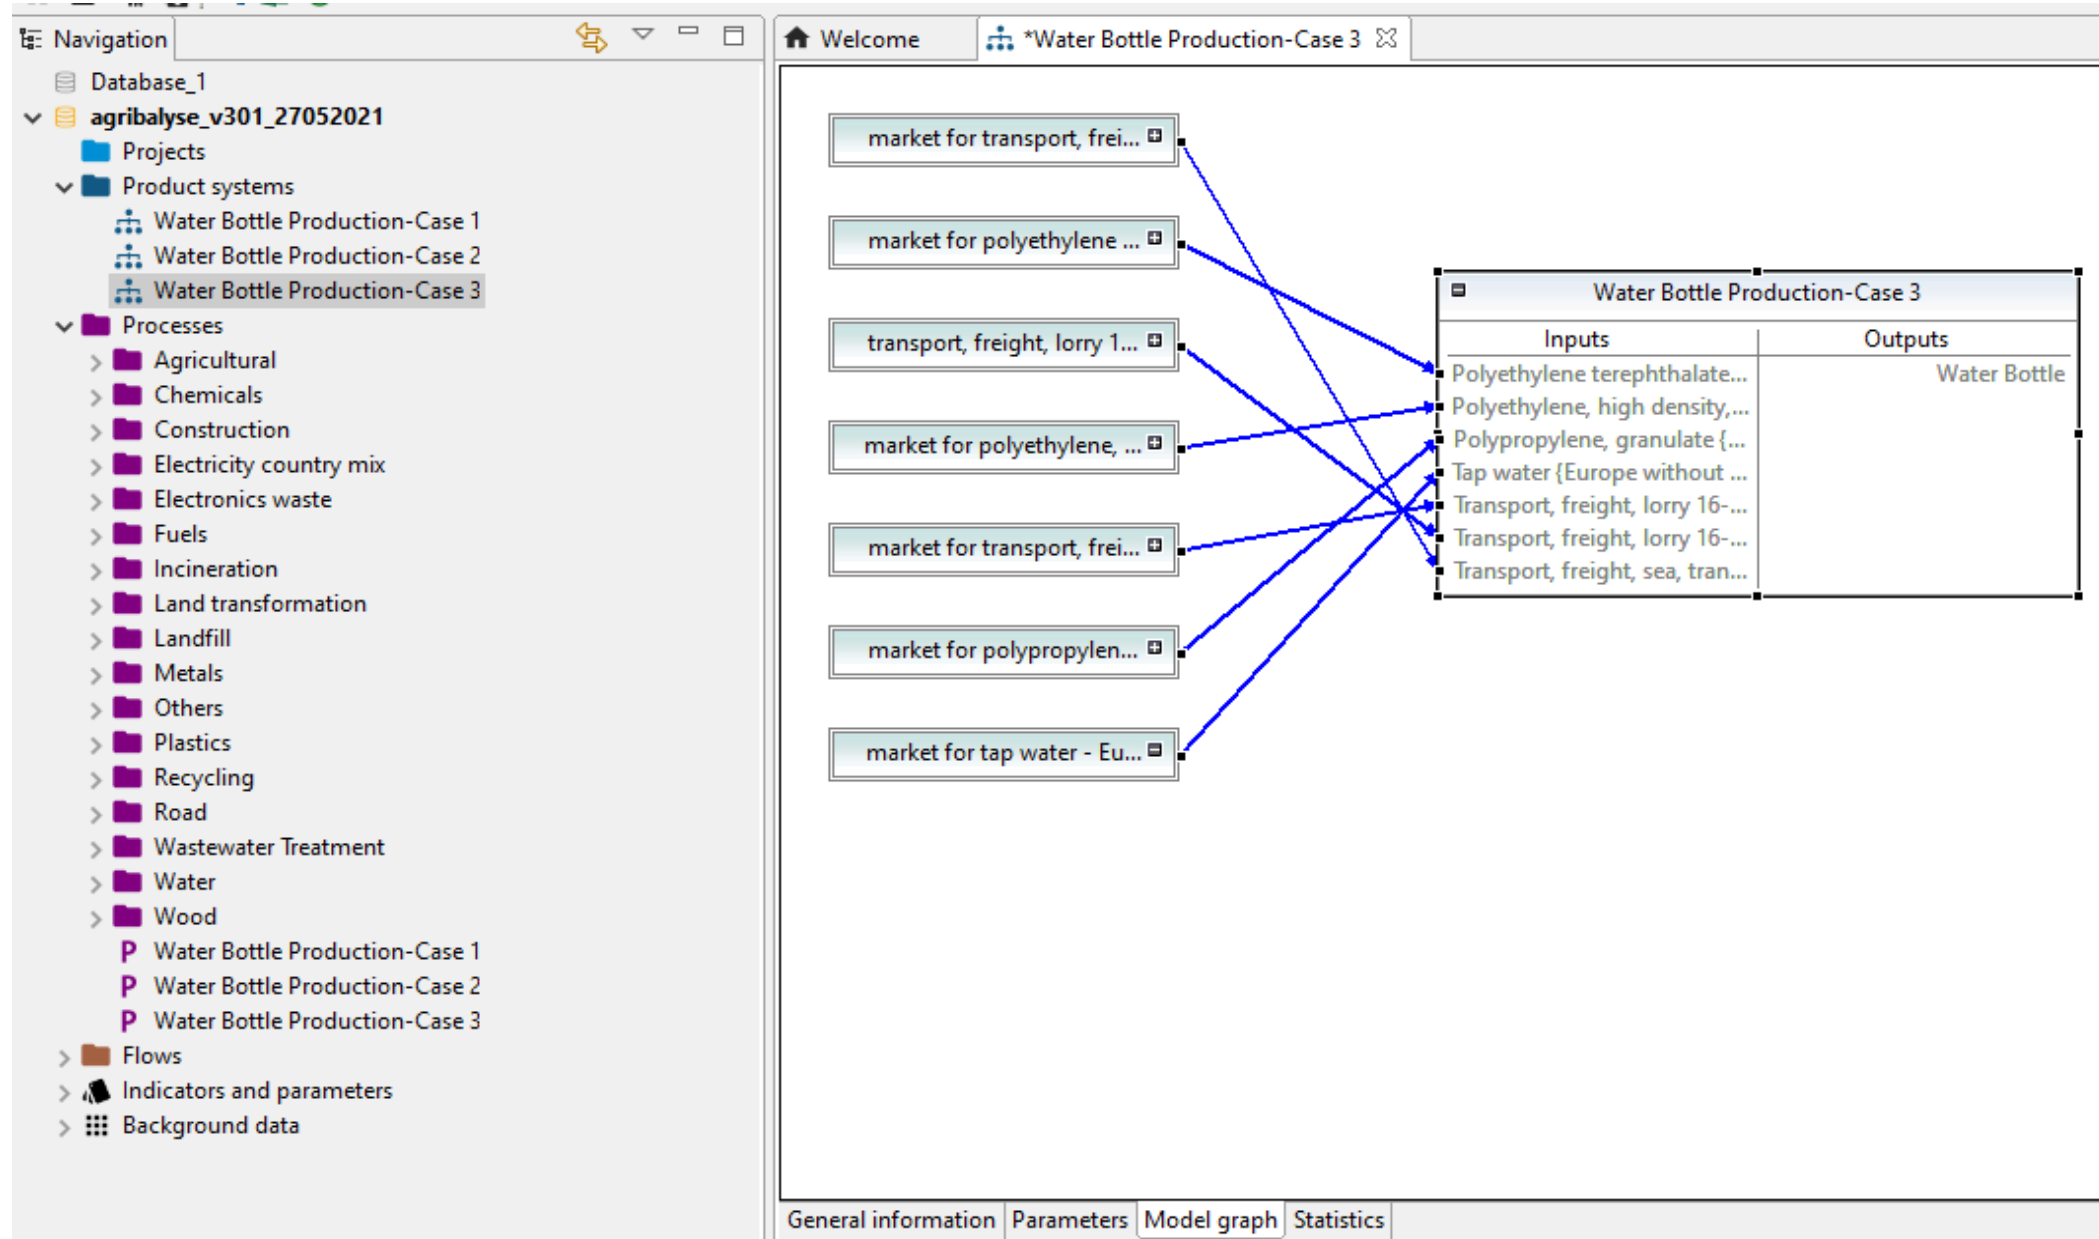 Navigation
Database_1
agribalyse_v301_27052021
Projects
Product systems
Water Bottle Production-Case 1
Water Bottle Production-Case 2
Water Bottle Production-Case 3
Processes
Agricultural
Chemicals
Construction
Electricity country mix
Electronics waste
Fuels
Incineration
Land transformation
Landfill
Metals
Others
Plastics
Recycling
Road
Wastewater Treatment
Water
Wood
P Water Bottle Production-Case 1
P Water Bottle Production-Case 2
P Water Bottle Production-Case 3
Flows
Indicators and parameters
Background data
Welcome
*Water Bottle Production-Case 3
market for transport, frei...
market for polyethylene ...
transport, freight, lorry 1...
market for polyethylene, ...
market for transport, frei...
market for polypropylen...
market for tap water - Eu...
Water Bottle Production-Case 3
Inputs
Outputs
Polyethylene terephthalate...
Water Bottle
Polyethylene, high density,...
Polypropylene, granulate {...
Tap water {Europe without ...
Transport, freight, lorry 16-...
Transport, freight, lorry 16-...
Transport, freight, sea, tran...
General information
Parameters
Model graph
Statistics